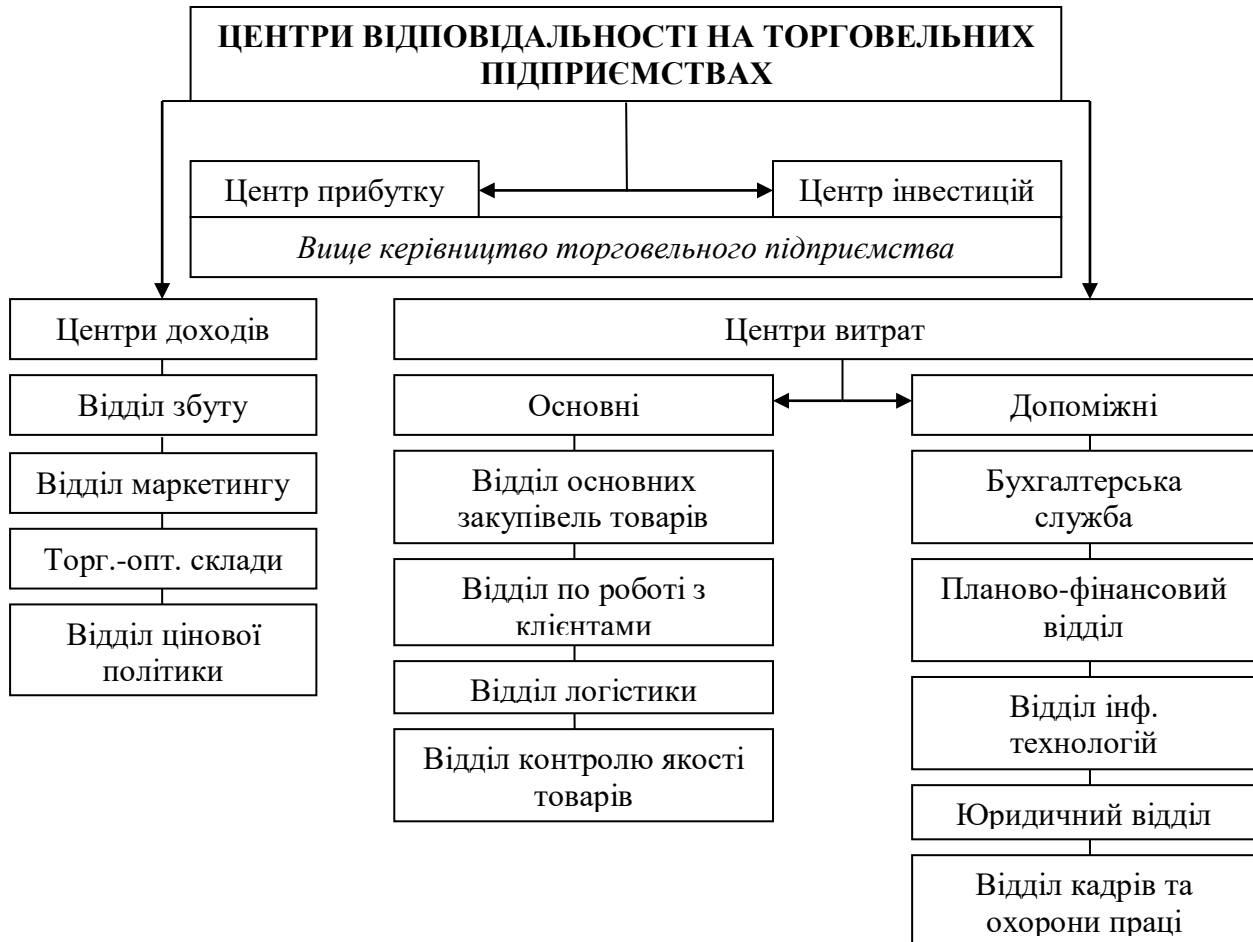 ЦЕНТРИ ВІДПОВІДАЛЬНОСТІ НА ТОРГОВЕЛЬНИХ
ПІДПРИЄМСТВАХ
Центр прибутку
Центр інвестицій
Вище керівництво торговельного підприємства
Центри доходів
Відділ збуту
Відділ маркетингу
Торг.-опт. склади
Відділ цінової
політики
Центри витрат
Основні
Відділ основних
закупівель товарів
Відділ по роботі з
клієнтами
Відділ логістики
Відділ контролю якості
товарів
Допоміжні
Бухгалтерська
служба
Планово-фінансовий
відділ
Відділ інф.
технологій
Юридичний відділ
Відділ кадрів та
охорони праці